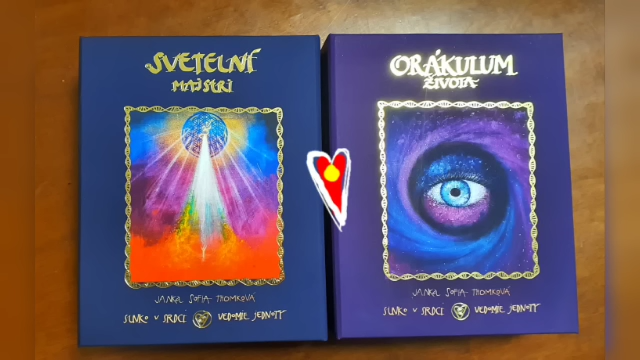 SVETELNÍ
MAJSTRI
JANKA SOFIA THOMKOVÁ
SLNKO V SRDCI VEDOMIE JEDNOTY
ORÁKULUM
ŽIVOTA
JANKA SOFIA THOMKOVÁ
SLNKO V SRDCI VEDOMIE JEDNOTY